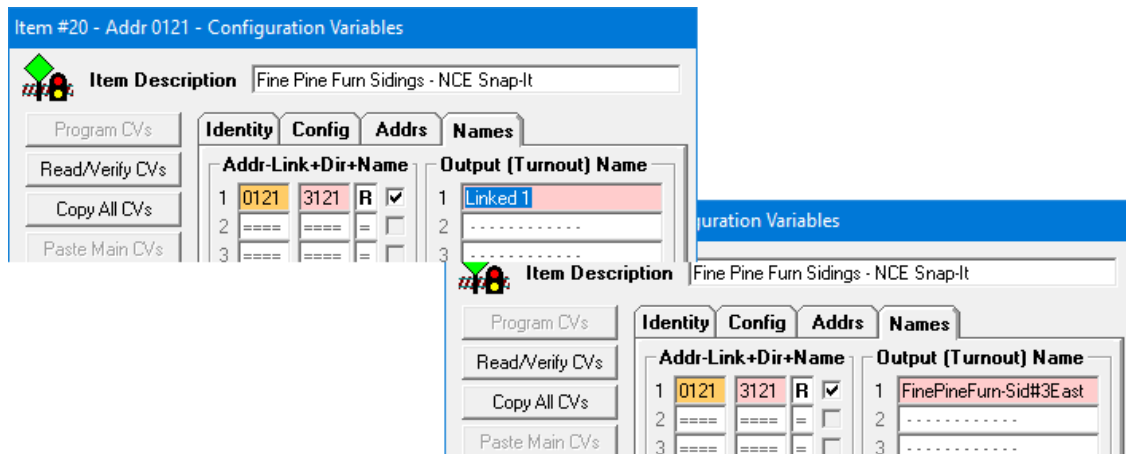 Item #20 - Addr 0121 - Configuration Variables
Item Description Fine Pine Furn Sidings - NCE Snap-It
Program CVs Identity Config Addrs Names
Read/Verify CVs Addr-Link+Dir+Name Output (Turnout) Name
1 0121 3121 R 1 Linked 1
Copy All CVs 2 ==== ==== = 2 - - - - - - - - - - - -
Paste Main CVs 3 ==== ==== = 3 - - - - - - - - - - - -
juration Variables
Item Description Fine Pine Furn Sidings - NCE Snap-It
Program CVs Identity Config Addrs Names
Read/Verify CVs Addr-Link+Dir+Name Output (Turnout) Name
1 0121 3121 R 1 FinePineFurn-Sid#3East
Copy All CVs 2 ==== ==== = 2 - - - - - - - - - - - -
Paste Main CVs 3 ==== ==== = 3 - - - - - - - - - - - -